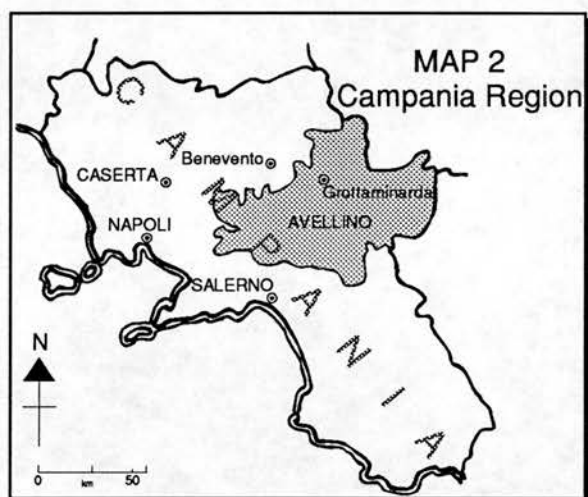 MAP 2
Campania Region
CAMPANIA
Benevento
CASERTA
Grottaminarda
AVELLINO
NAPOLI
SALERNO
N
0 50
km